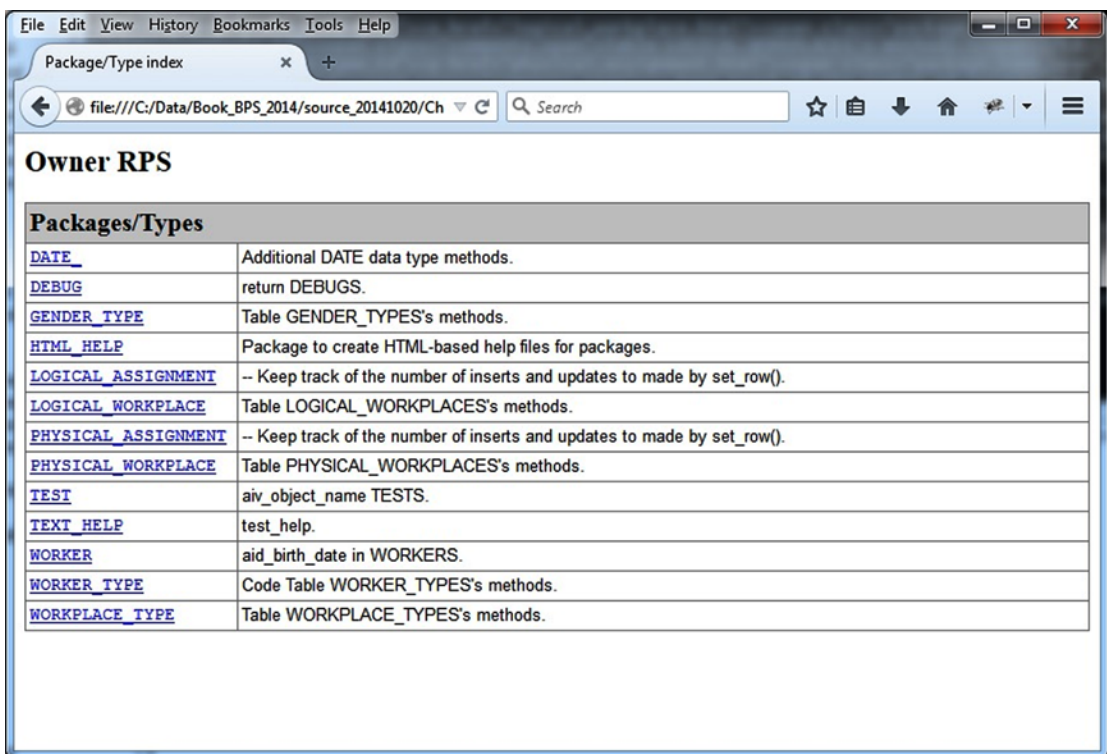 File Edit View History Bookmarks Tools Help
Package/Type index
file:///C:/Data/Book_BPS_2014/source_20141020/Ch Search
Owner RPS
Packages/Types
DATE_ Additional DATE data type methods.
DEBUG return DEBUGS.
GENDER_TYPE Table GENDER_TYPES's methods.
HTML_HELP Package to create HTML-based help files for packages.
LOGICAL_ASSIGNMENT -- Keep track of the number of inserts and updates to made by set_row().
LOGICAL_WORKPLACE Table LOGICAL_WORKPLACES's methods.
PHYSICAL_ASSIGNMENT -- Keep track of the number of inserts and updates to made by set_row().
PHYSICAL_WORKPLACE Table PHYSICAL_WORKPLACES's methods.
TEST aiv_object_name TESTS.
TEXT_HELP test_help.
WORKER aid_birth_date in WORKERS.
WORKER_TYPE Code Table WORKER_TYPES's methods.
WORKPLACE_TYPE Table WORKPLACE_TYPES's methods.